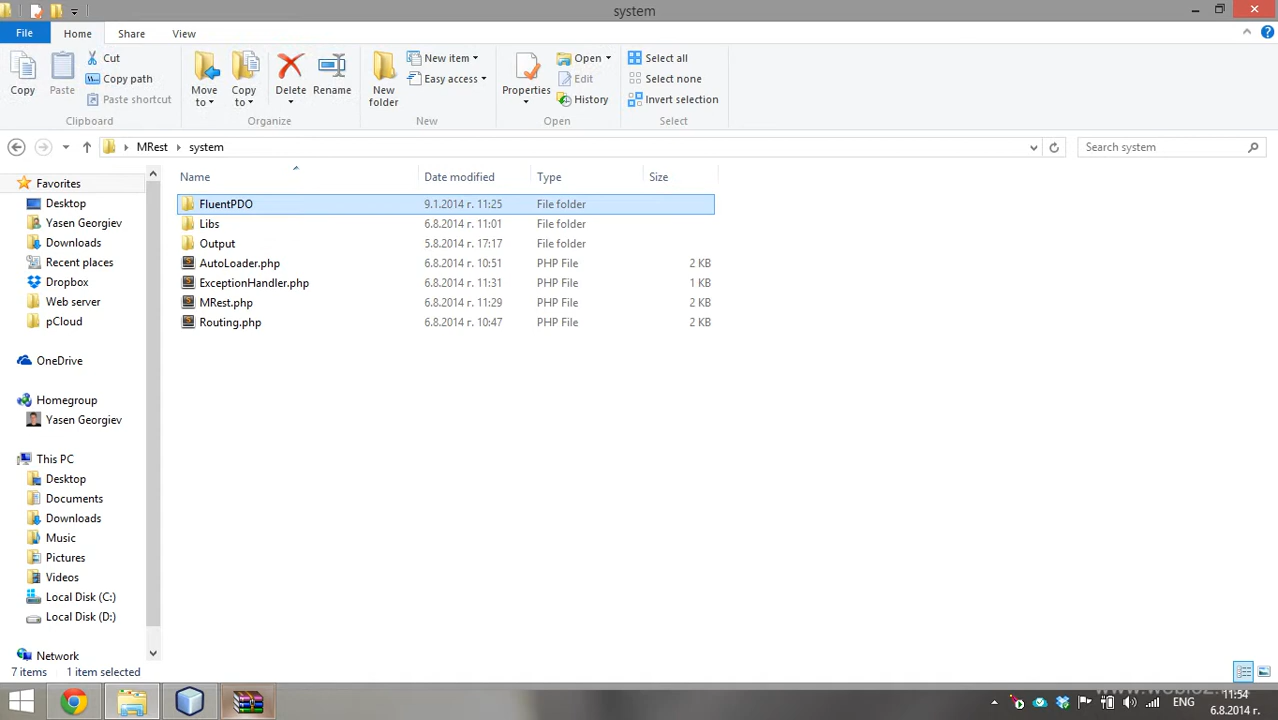 system
File Home Share View
Copy
Paste
Cut
Copy path
Paste shortcut
Clipboard
Move to
Copy to
Delete
Rename
Organize
New folder
New item
Easy access
New
Properties
Open
Edit
History
Open
Select all
Select none
Invert selection
Select
MRest system
Search system
Name Date modified Type Size
FluentPDO 9.1.2014 г. 11:25 File folder
Libs 6.8.2014 г. 11:01 File folder
Output 5.8.2014 г. 17:17 File folder
AutoLoader.php 6.8.2014 г. 10:51 PHP File 2 KB
ExceptionHandler.php 6.8.2014 г. 11:31 PHP File 1 KB
MRest.php 6.8.2014 г. 11:29 PHP File 2 KB
Routing.php 6.8.2014 г. 10:47 PHP File 2 KB
Favorites
Desktop
Yasen Georgiev
Downloads
Recent places
Dropbox
Web server
pCloud
OneDrive
Homegroup
Yasen Georgiev
This PC
Desktop
Documents
Downloads
Music
Pictures
Videos
Local Disk (C:)
Local Disk (D:)
Network
7 items 1 item selected
ENG
11:54
6.8.2014 г.